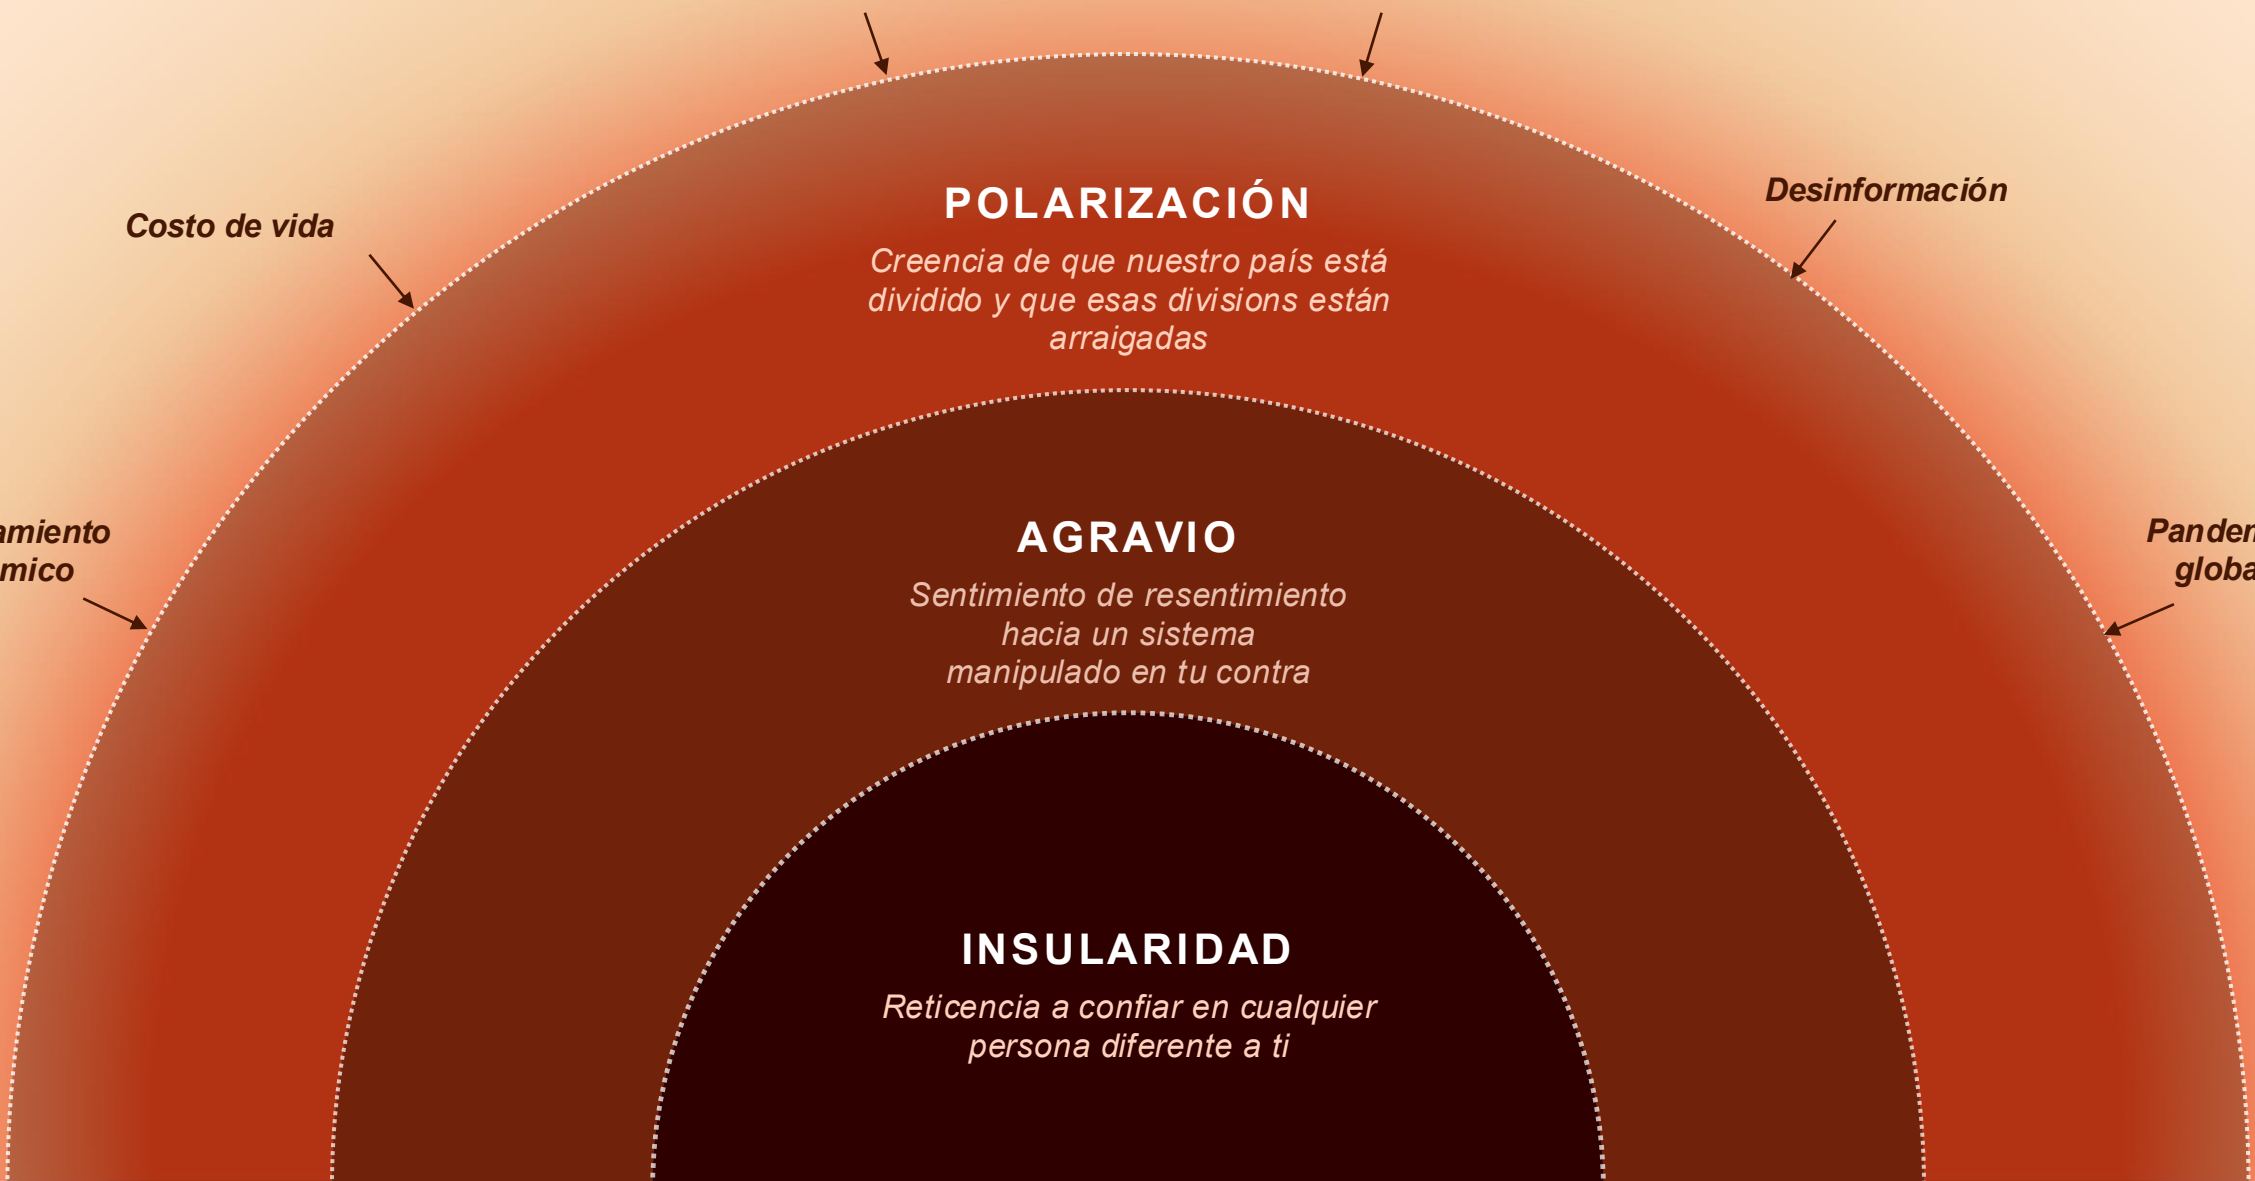 Desinformación
POLARIZACIÓN
Costo de vida
Creencia de que nuestro país está
dividido y que esas divisions están
arraigadas
AGRAVIO
Sentimiento de resentimiento
hacia un sistema
manipulado en tu contra
INSULARIDAD
Reticencia a confiar en cualquier
persona diferente a ti